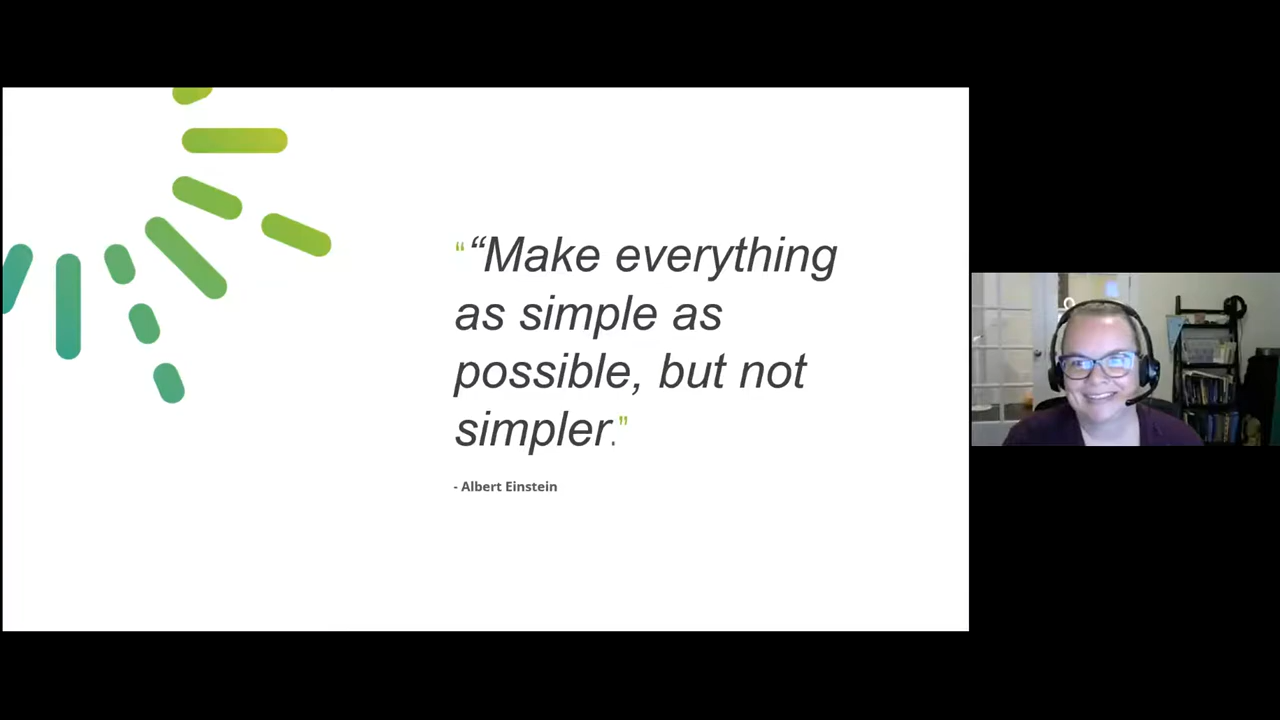 "“Make everything
as simple as
possible, but not
simpler."
- Albert Einstein